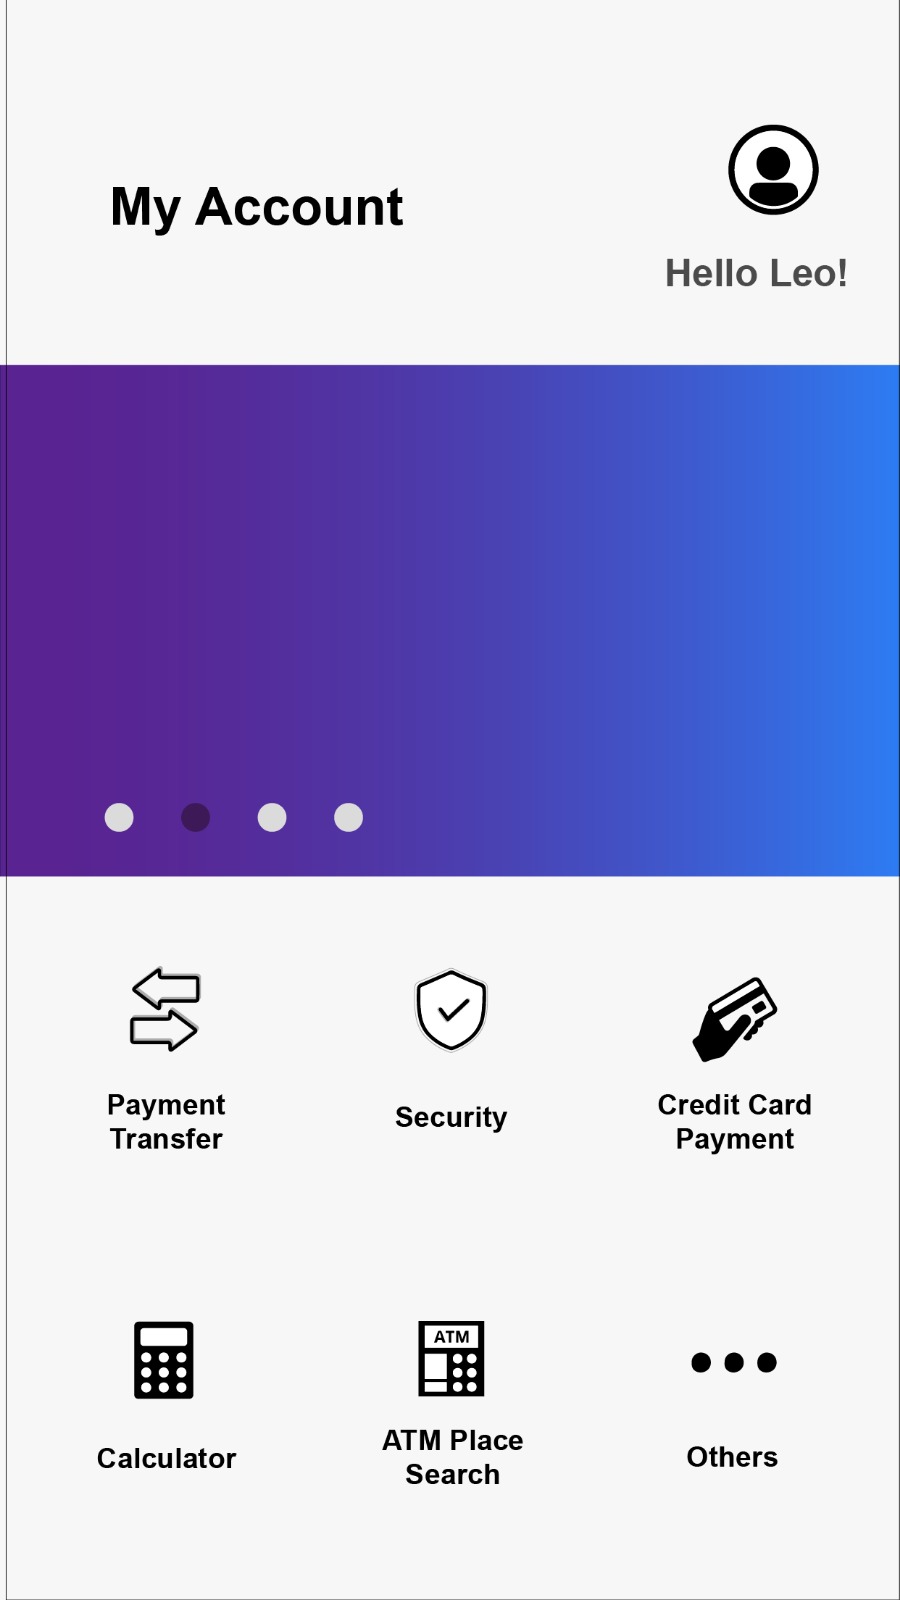 My Account
Hello Leo!
Payment
Transfer
Security
Credit Card
Payment
Calculator
ATM
ATM Place
Search
Others